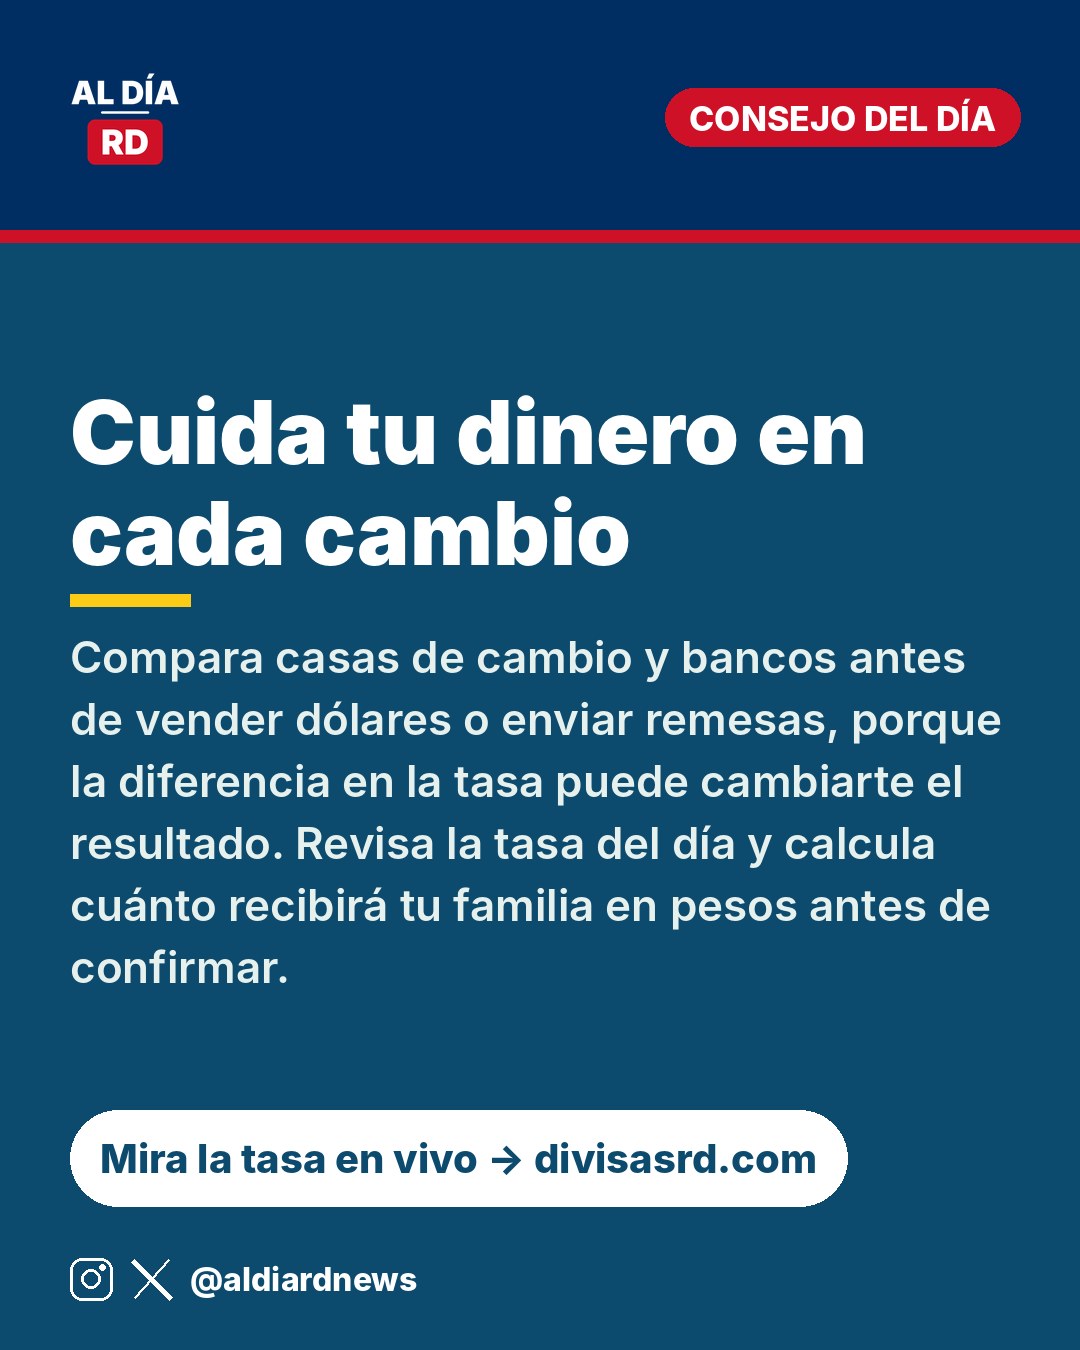 AL DÍA
RD
CONSEJO DEL DÍA
Cuida tu dinero en
cada cambio
Compara casas de cambio y bancos antes
de vender dólares o enviar remesas, porque
la diferencia en la tasa puede cambiarte el
resultado. Revisa la tasa del día y calcula
cuánto recibirá tu familia en pesos antes de
confirmar.
Mira la tasa en vivo → divisasrd.com
@aldiardnews